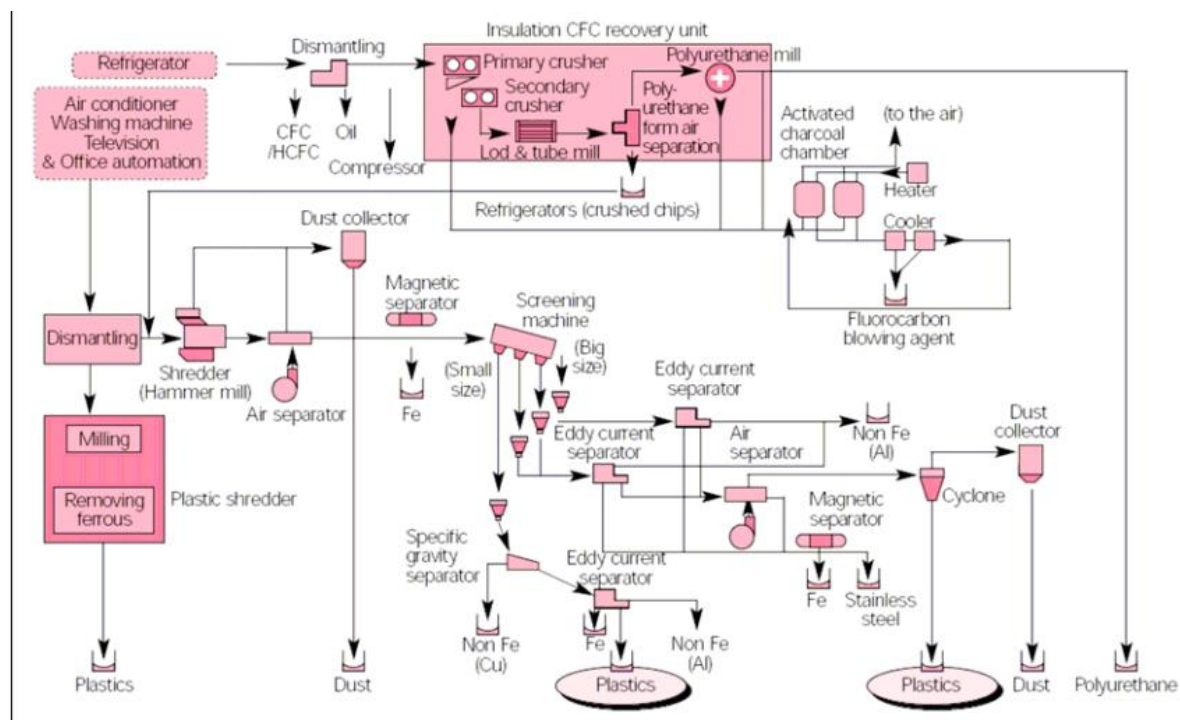 Insulation CFC recovery unit
Refrigerator
Dismantling
Primary crusher
Polyurethane mill
Secondary
crusher
Poly-
urethane
form air
separation
Lod & tube mill
Air conditioner
Washing machine
Television
& Office automation
CFC
/HCFC
Oil
Compressor
Activated
charcoal
chamber
(to the air)
Heater
Refrigerators (crushed chips)
Cooler
Fluorocarbon
blowing agent
Dust collector
Magnetic
separator
Screening
machine
Dismantling
Shredder
(Hammer mill)
Air separator
Fe
(Small
size)
(Big
size)
Eddy current
separator
Non Fe
(Al)
Dust
collector
Eddy current
separator
Air
separator
Cyclone
Milling
Removing
ferrous
Plastic shredder
Magnetic
separator
Specific
gravity
separator
Eddy current
separator
Fe
Stainless
steel
Non Fe
(Cu)
Fe
Non Fe
(Al)
Plastics
Dust
Plastics
Plastics
Dust
Polyurethane